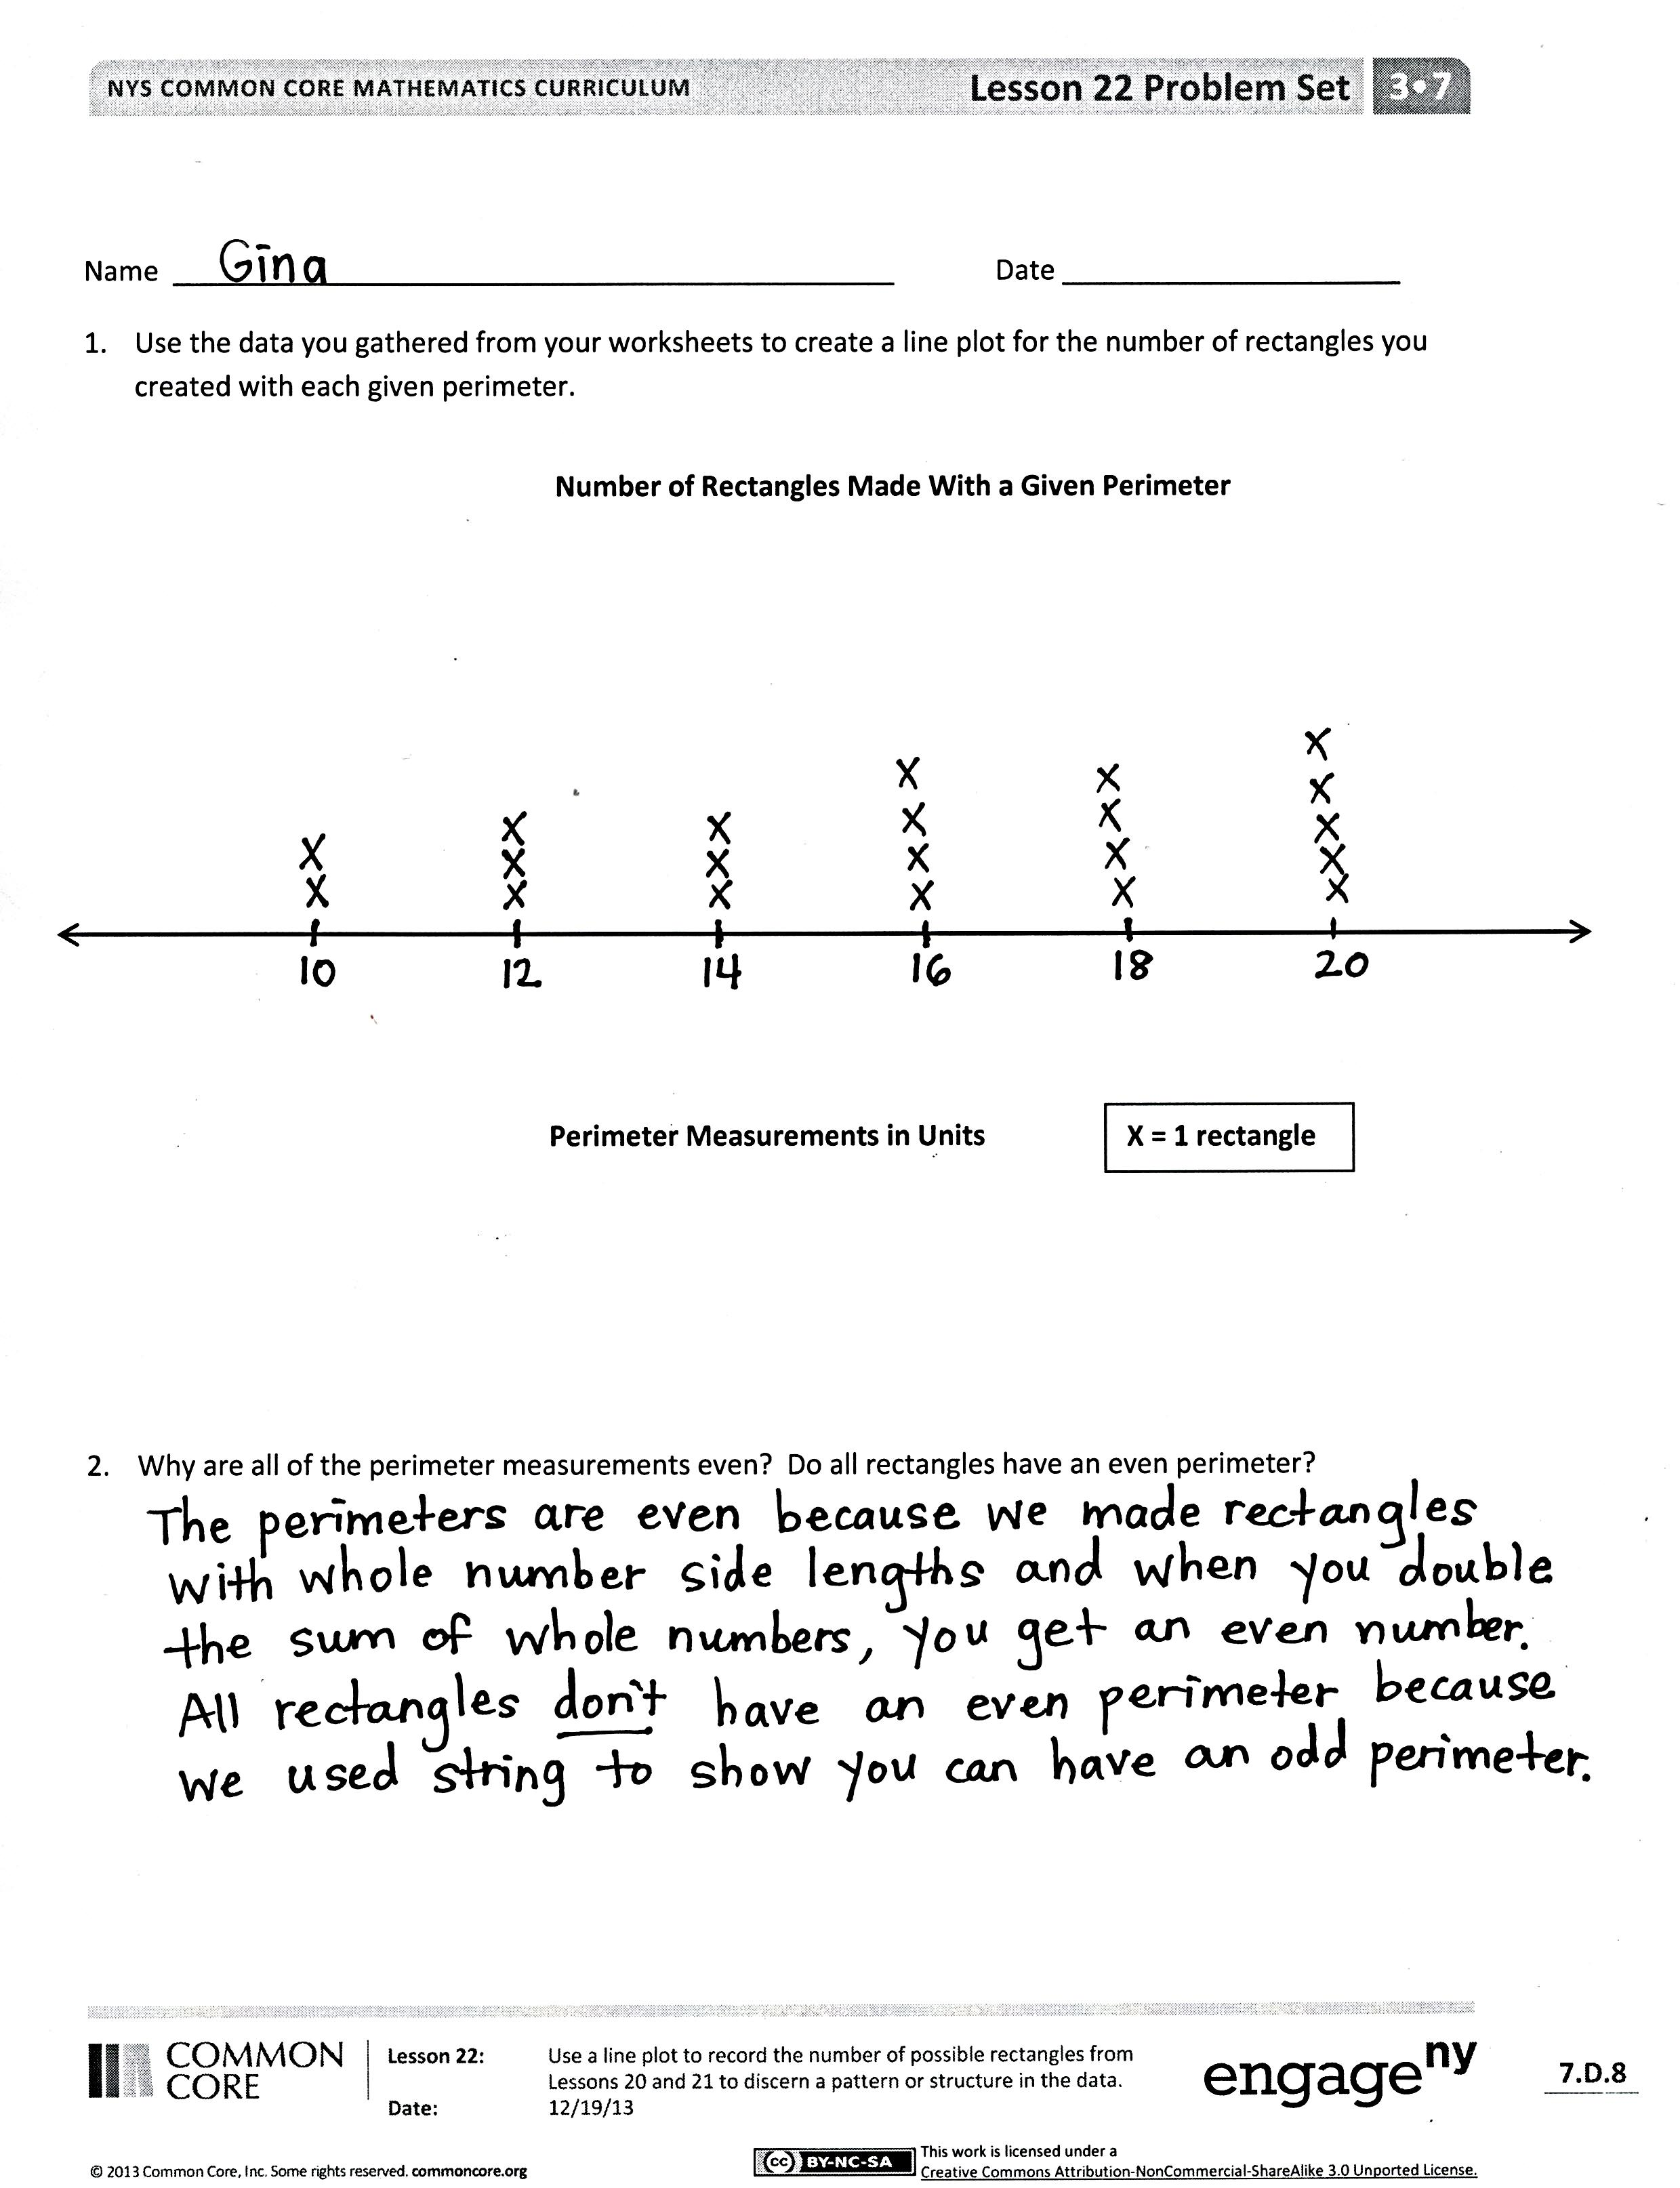 NYS COMMON CORE MATHEMATICS CURRICULUM Lesson 22 Problem Set 3•7
Name Gina Date
1. Use the data you gathered from your worksheets to create a line plot for the number of rectangles you
created with each given perimeter.
Number of Rectangles Made With a Given Perimeter
X
X X X
X X X X X
X X X X X X
X X X X X X
10 12 14 16 18 20
Perimeter Measurements in Units X = 1 rectangle
2. Why are all of the perimeter measurements even? Do all rectangles have an even perimeter?
The perimeters are even because we made rectangles
with whole number side lengths and when you double
the sum of whole numbers, you get an even number.
All rectangles don't have an even perimeter because
we used string to show you can have an odd perimeter.
COMMON
CORE
Lesson 22: Use a line plot to record the number of possible rectangles from
Lessons 20 and 21 to discern a pattern or structure in the data.
Date: 12/19/13
engage ny
7.D.8
© 2013 Common Core, Inc. Some rights reserved. commoncore.org
cc BY-NC-SA
This work is licensed under a
Creative Commons Attribution-NonCommercial-ShareAlike 3.0 Unported License.